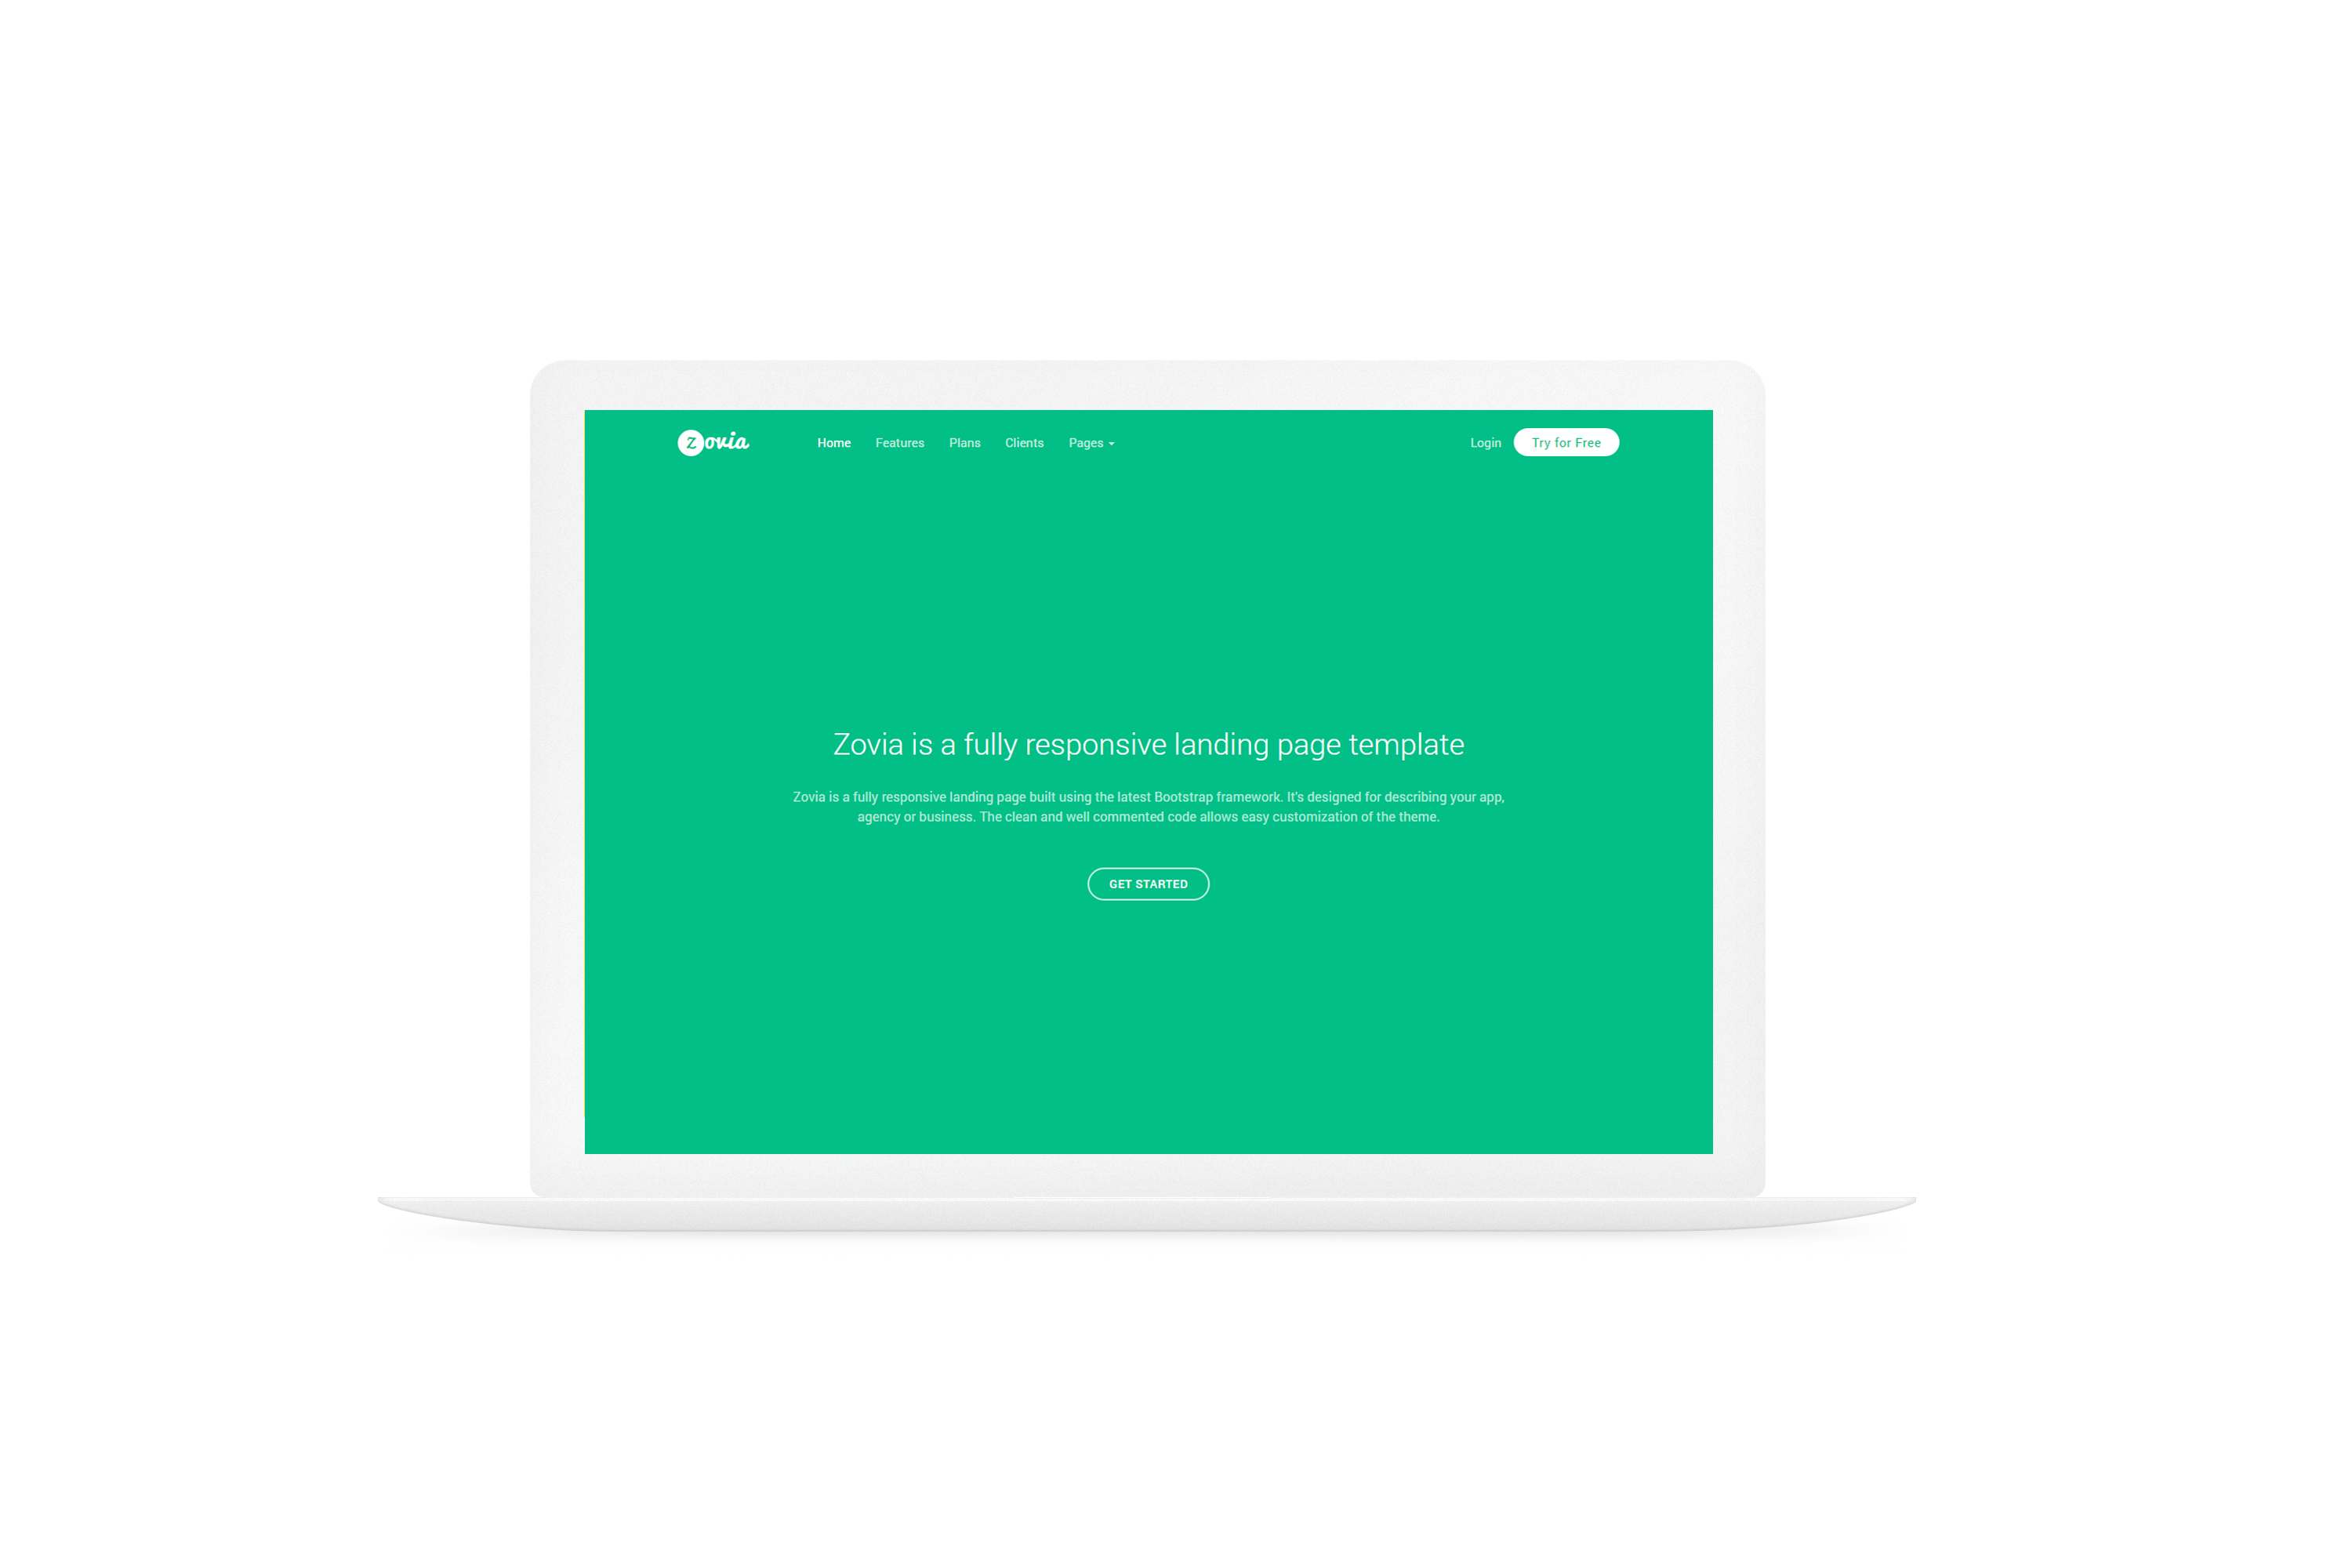 zovia
Home Features Plans Clients Pages
Login Try for Free
Zovia is a fully responsive landing page template
Zovia is a fully responsive landing page built using the latest Bootstrap framework. It's designed for describing your app,
agency or business. The clean and well commented code allows easy customization of the theme.
GET STARTED